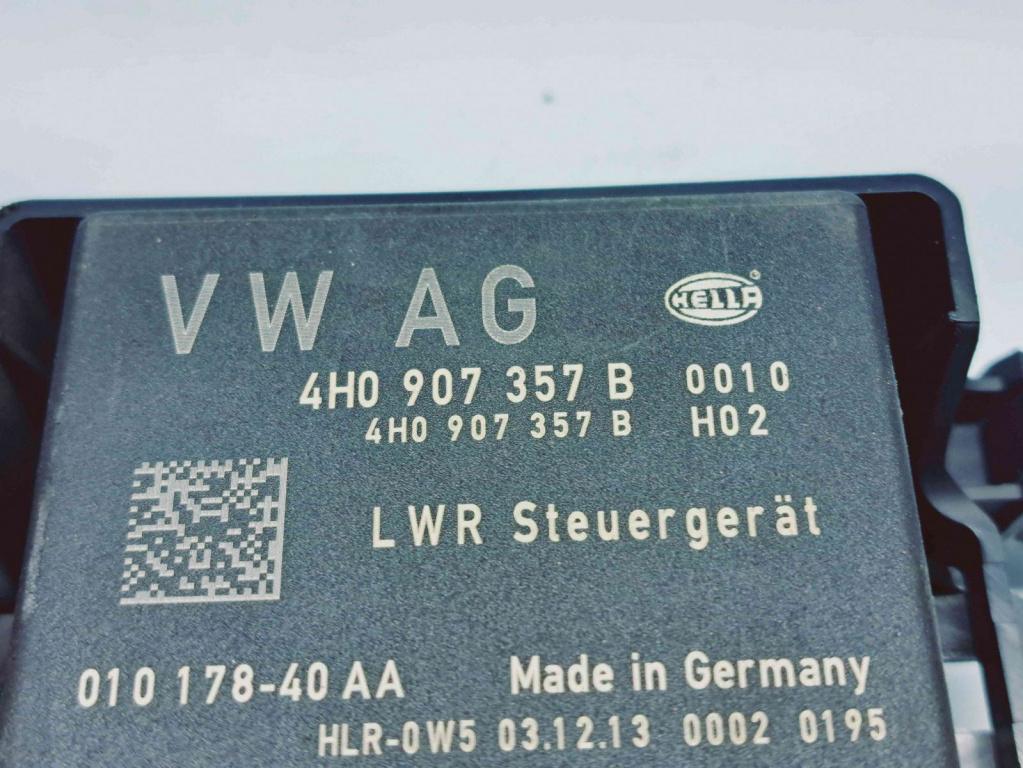 VW AG
HELLA ®
4H0 907 357 B 0010
4H0 907 357 B H02
LWR Steuergerät
010 178-40 AA Made in Germany
HLR-0W5 03.12.13 0002 0195